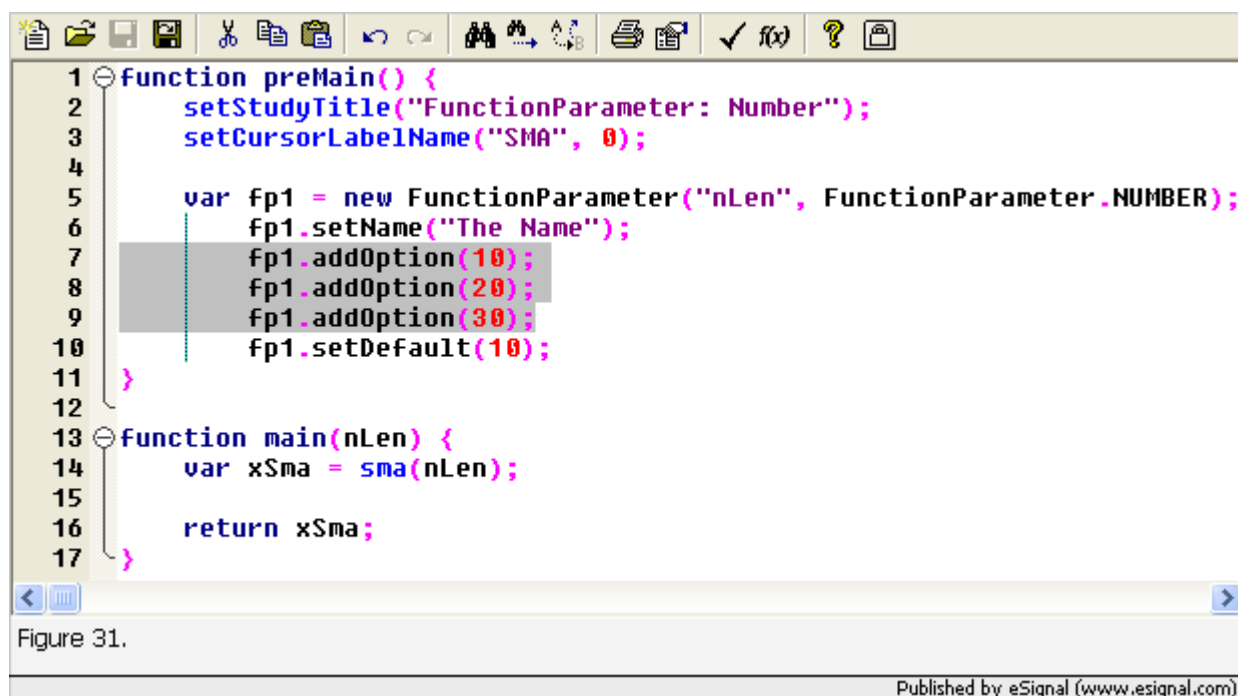 1 function preMain() {
2 setStudyTitle("FunctionParameter: Number");
3 setCursorLabelName("SMA", 0);
4
5 var fp1 = new FunctionParameter("nLen", FunctionParameter.NUMBER);
6 fp1.setName("The Name");
7 fp1.addOption(10);
8 fp1.addOption(20);
9 fp1.addOption(30);
10 fp1.setDefault(10);
11 }
12
13 function main(nLen) {
14 var xSma = sma(nLen);
15
16 return xSma;
17 }
Figure 31.
Published by eSignal (www.esignal.com)